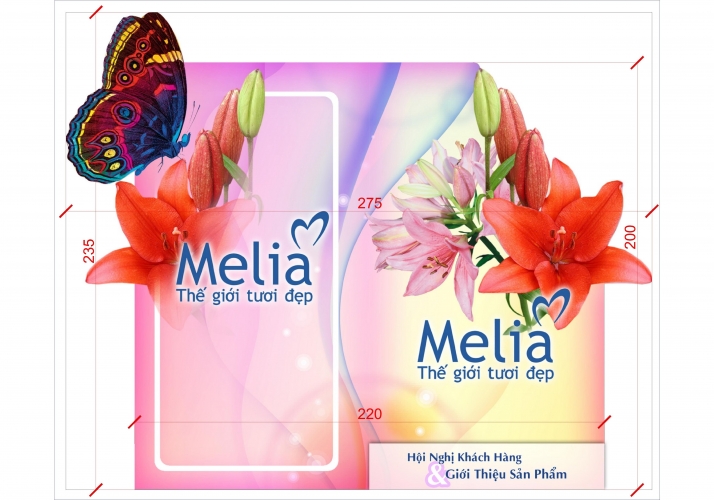 275
235
200
Melia
Thế giới tươi đẹp
Melia
Thế giới tươi đẹp
220
Hội Nghị Khách Hàng
& Giới Thiệu Sản Phẩm